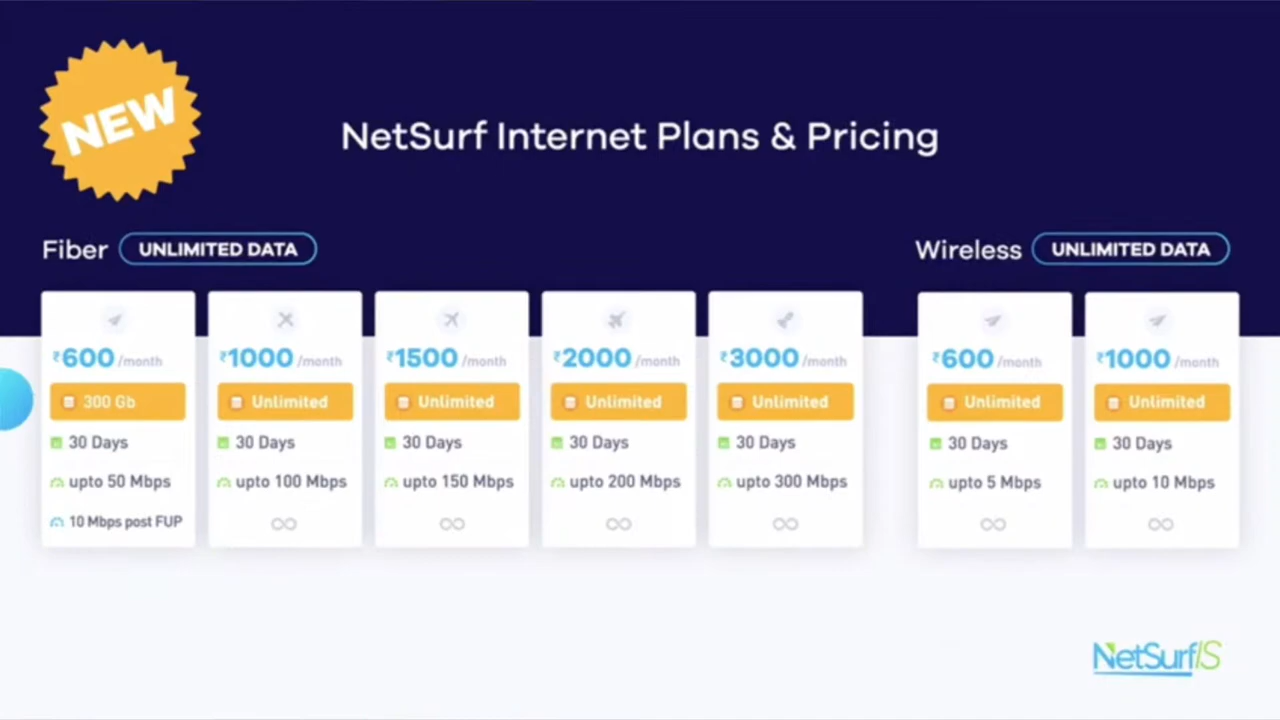 NEW
NetSurf Internet Plans & Pricing
Fiber UNLIMITED DATA
₹600 /month
300 Gb
30 Days
upto 50 Mbps
10 Mbps post FUP
₹1000 /month
Unlimited
30 Days
upto 100 Mbps
₹1500 /month
Unlimited
30 Days
upto 150 Mbps
₹2000 /month
Unlimited
30 Days
upto 200 Mbps
₹3000 /month
Unlimited
30 Days
upto 300 Mbps
Wireless UNLIMITED DATA
₹600 /month
Unlimited
30 Days
upto 5 Mbps
₹1000 /month
Unlimited
30 Days
upto 10 Mbps
NetSurfIS